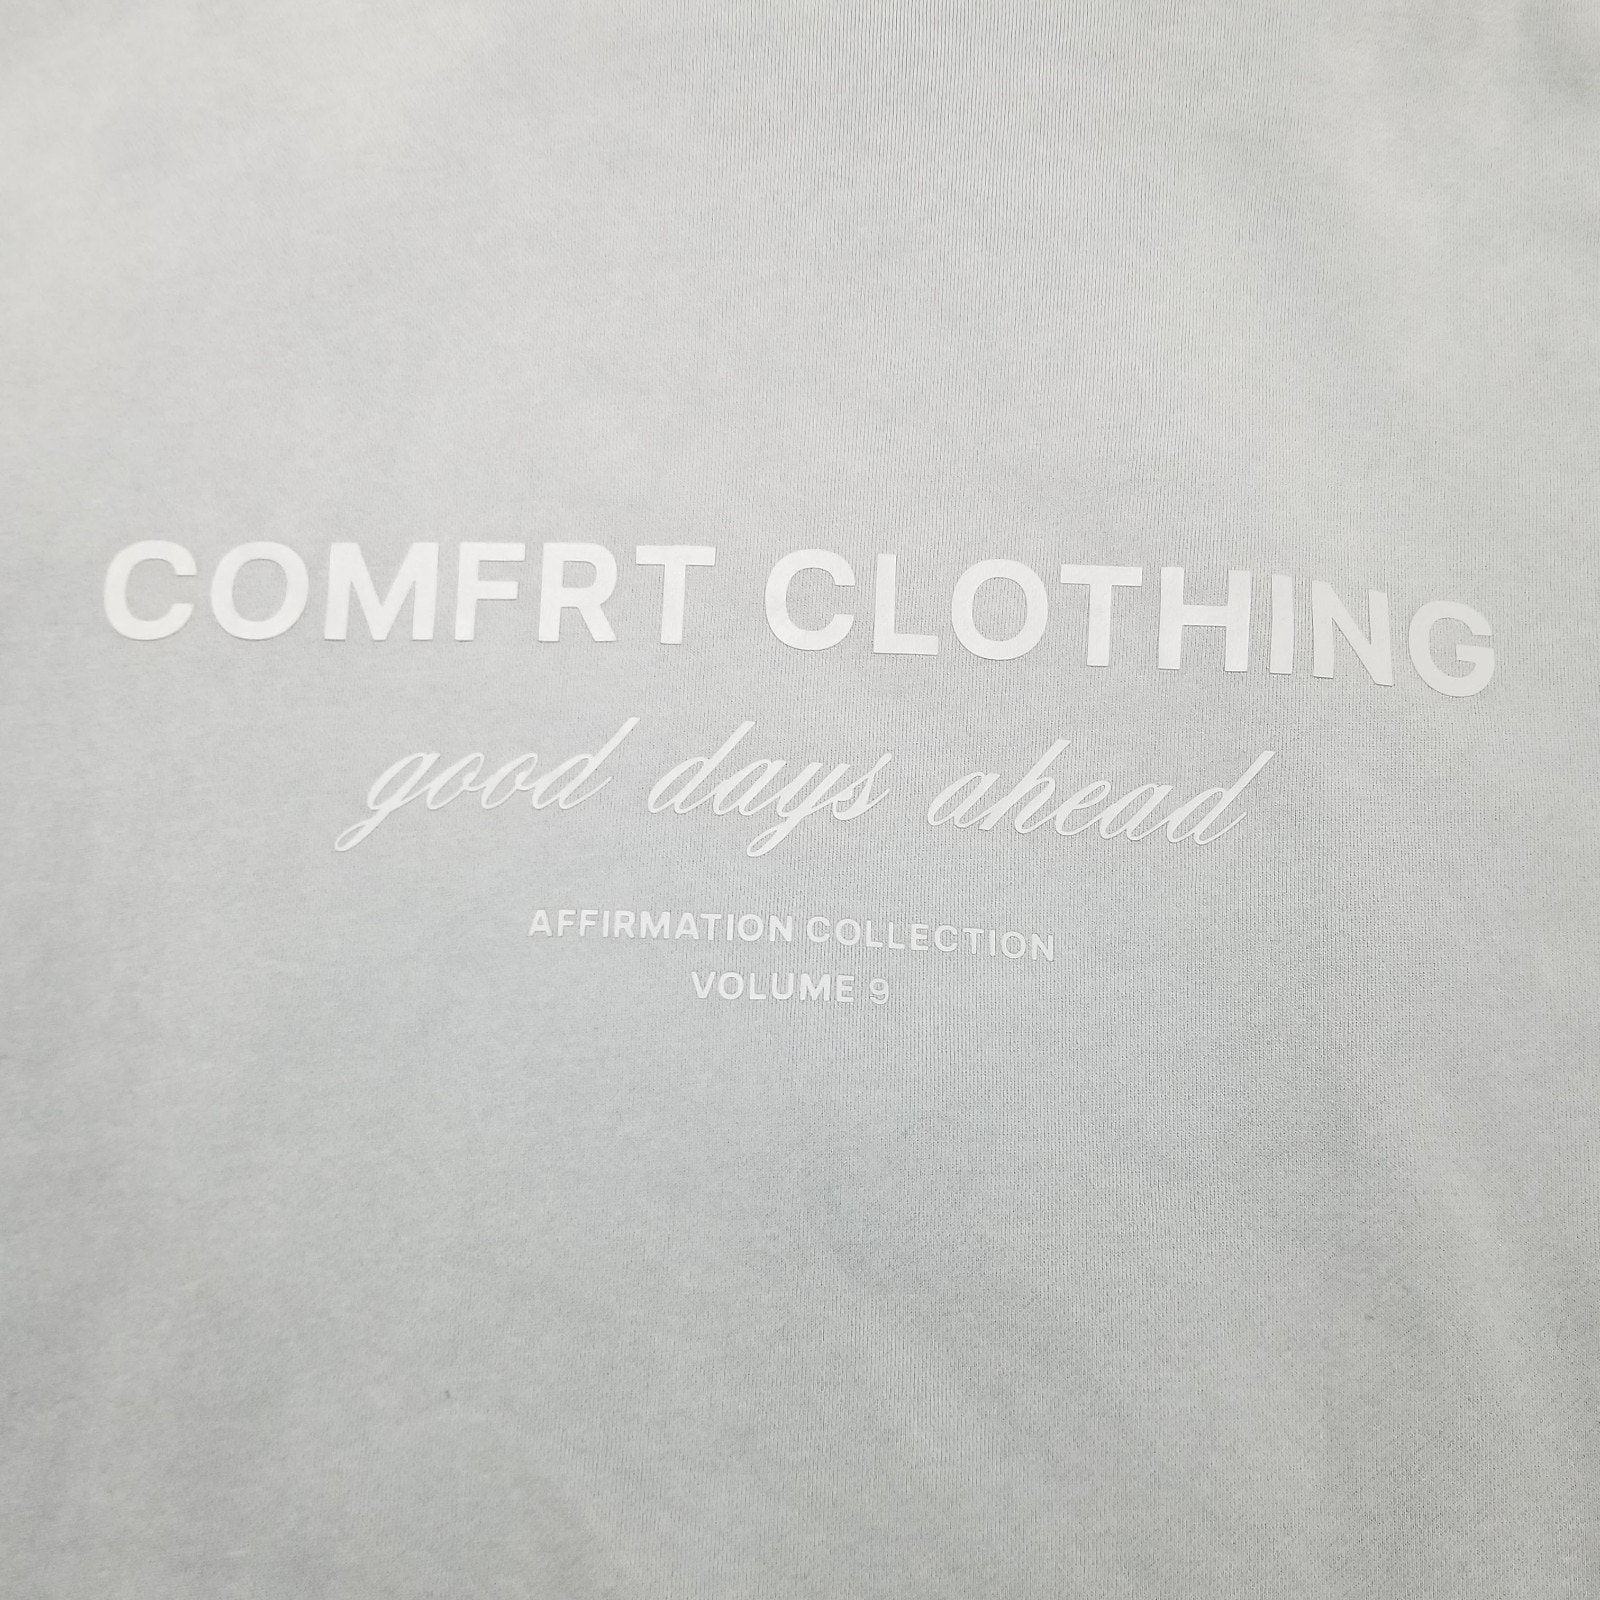 COMFRT CLOTHING
good days ahead
AFFIRMATION COLLECTION
VOLUME 9